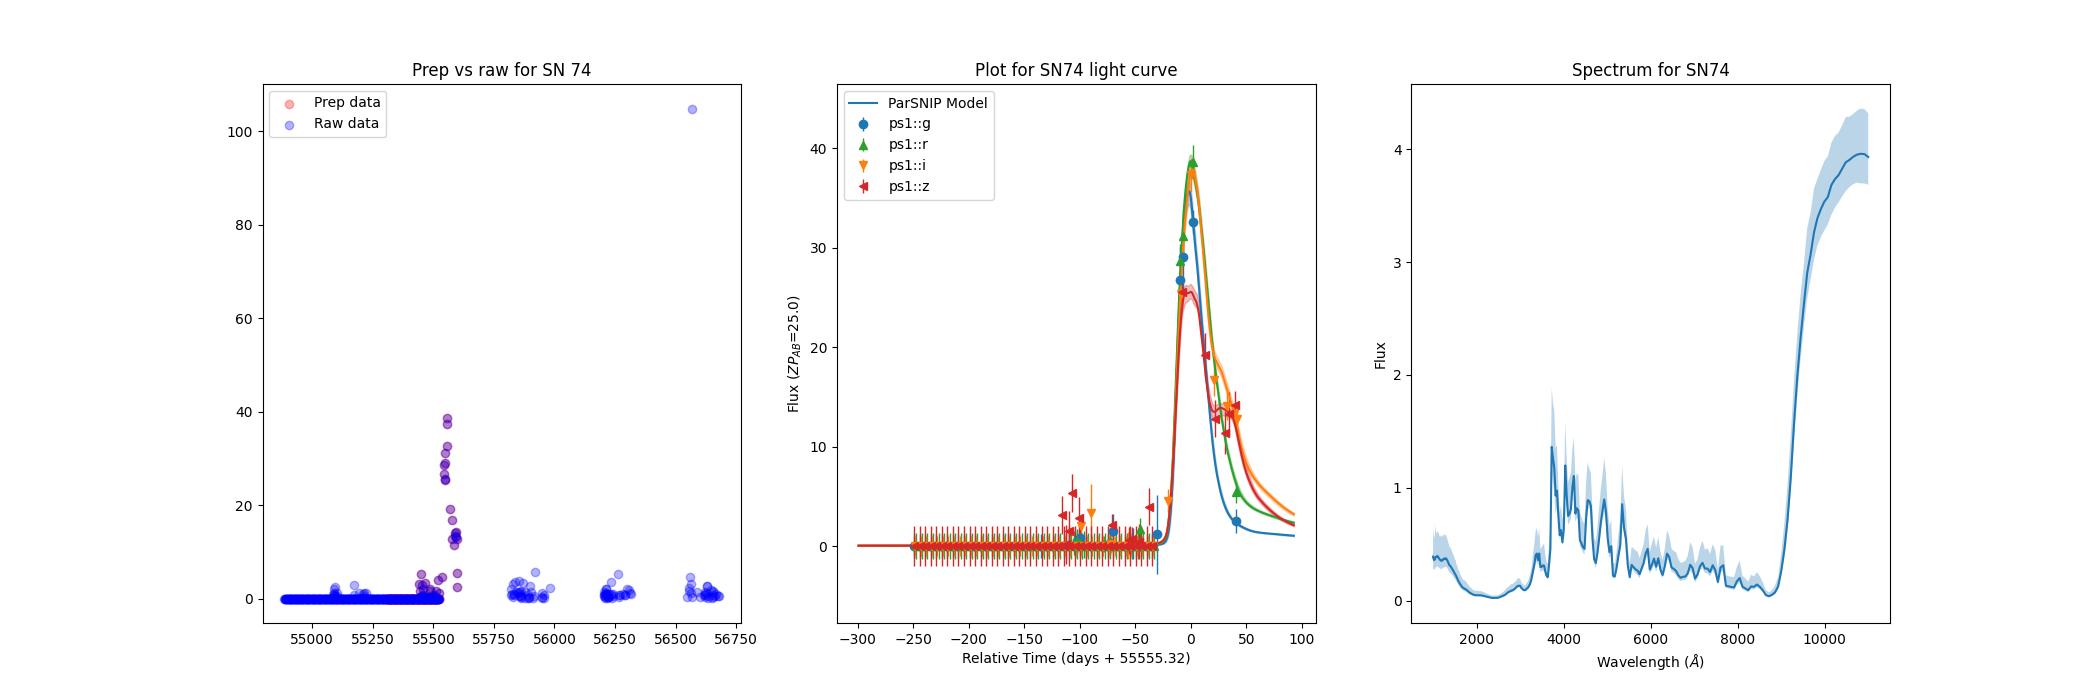 Prep vs raw for SN 74
Prep data
Raw data
100
80
60
40
20
0
55000
55250
55500
55750
56000
56250
56500
56750
Plot for SN74 light curve
ParSNIP Model
ps1::g
ps1::r
ps1::i
ps1::z
Flux (ZP_AB=25.0)
40
30
20
10
0
−300
−250
−200
−150
−100
−50
0
50
100
Relative Time (days + 55555.32)
Spectrum for SN74
Flux
4
3
2
1
0
2000
4000
6000
8000
10000
Wavelength (Å)